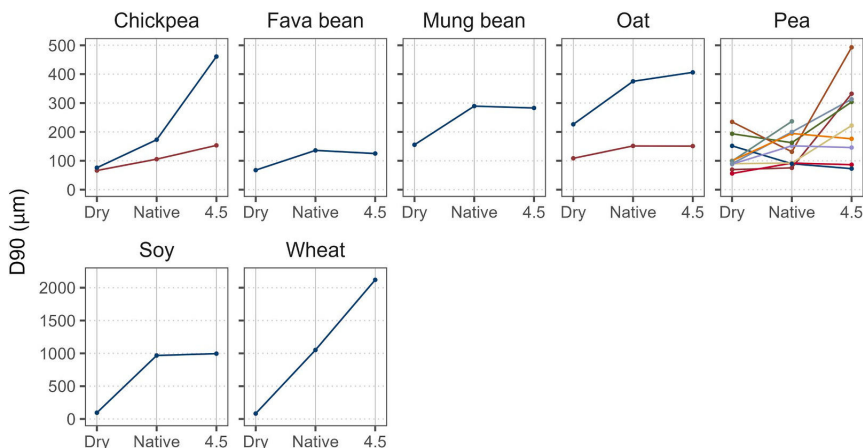 Chickpea Fava bean Mung bean Oat Pea
500
400
300
200
100
0
Dry Native 4.5 Dry Native 4.5 Dry Native 4.5 Dry Native 4.5 Dry Native 4.5
D90 (μm)
Soy Wheat
2000
1500
1000
500
0
Dry Native 4.5 Dry Native 4.5